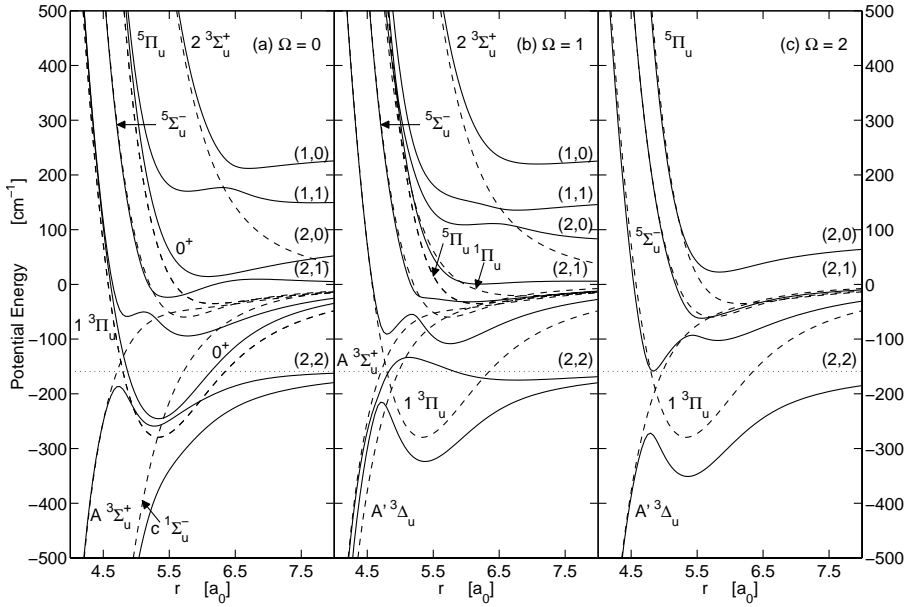 Potential Energy [cm⁻¹]
500
400
300
200
100
0
−100
−200
−300
−400
−500
(a) Ω = 0
⁵Πᵤ
2 ³Σᵤ⁺
⁵Σᵤ⁻
(1,0)
(1,1)
(2,0)
0⁺
(2,1)
1 ³Πᵤ
0⁺
(2,2)
A ³Σᵤ⁺
c ¹Σᵤ⁻
4.5 5.5 6.5 7.5
r [a₀]
(b) Ω = 1
2 ³Σᵤ⁺
⁵Σᵤ⁻
(1,0)
(1,1)
(2,0)
⁵Πᵤ ¹Πᵤ
(2,1)
A ³Σᵤ⁺
(2,2)
1 ³Πᵤ
A' ³Δᵤ
4.5 5.5 6.5 7.5
r [a₀]
(c) Ω = 2
⁵Πᵤ
⁵Σᵤ⁻
(2,0)
(2,1)
(2,2)
1 ³Πᵤ
A' ³Δᵤ
4.5 5.5 6.5 7.5
r [a₀]
500
400
300
200
100
0
−100
−200
−300
−400
−500